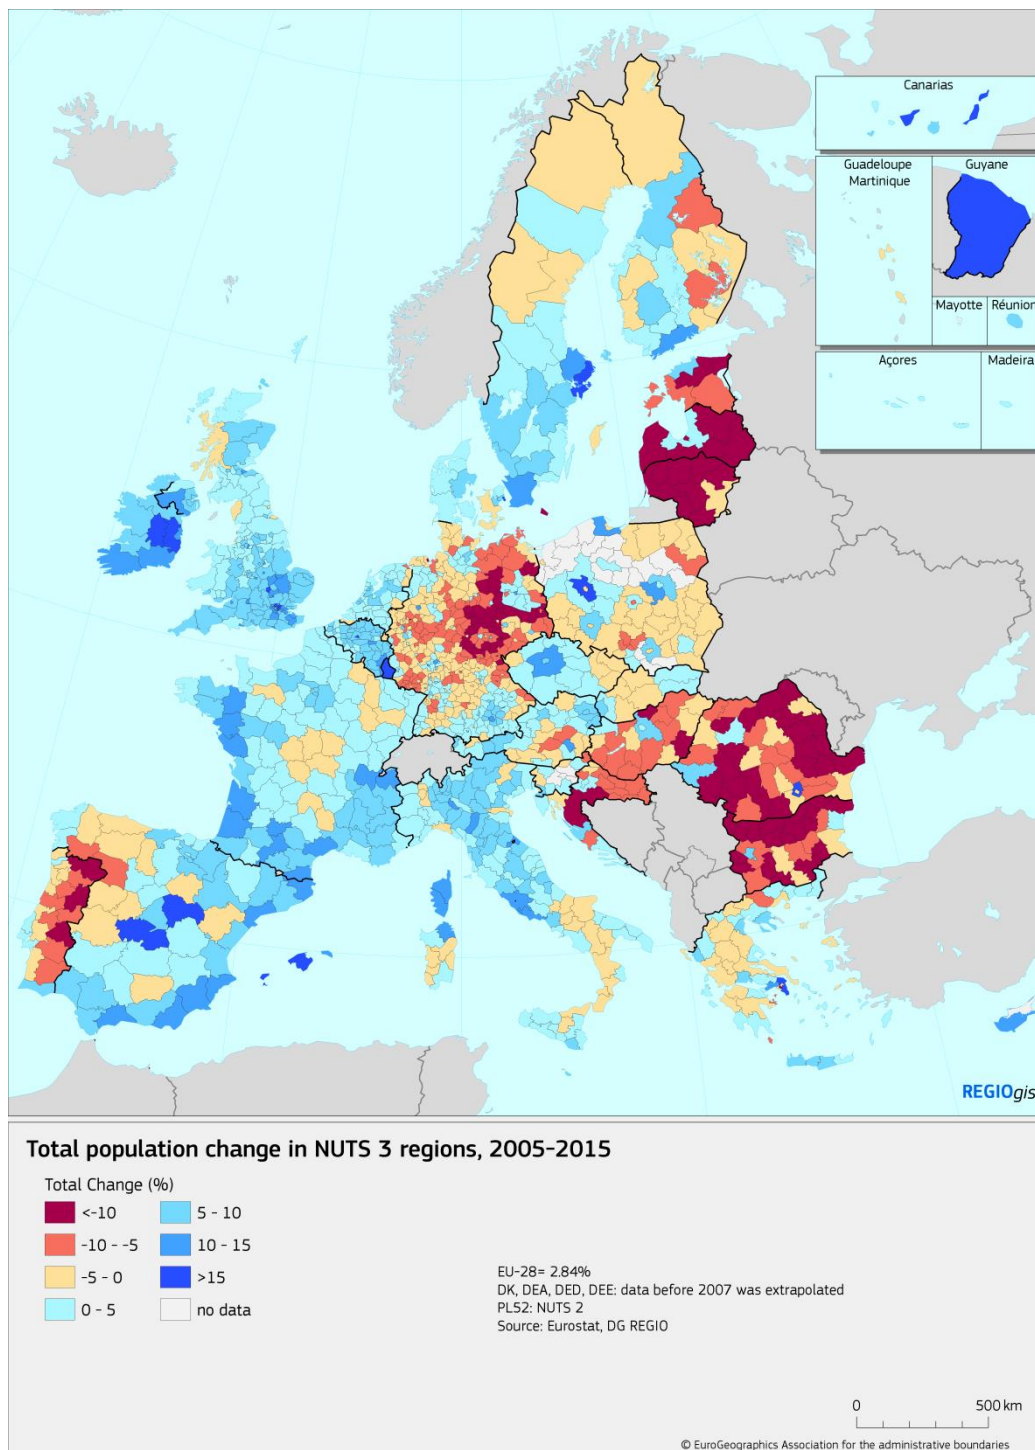 Canarias
Guadeloupe
Martinique
Guyane
Mayotte
Réunion
Açores
Madeira
REGIOgis
Total population change in NUTS 3 regions, 2005-2015
Total Change (%)
<-10
-10 - -5
-5 - 0
0 - 5
5 - 10
10 - 15
>15
no data
EU-28= 2.84%
DK, DEA, DED, DEE: data before 2007 was extrapolated
PL52: NUTS 2
Source: Eurostat, DG REGIO
0 500 km
© EuroGeographics Association for the administrative boundaries